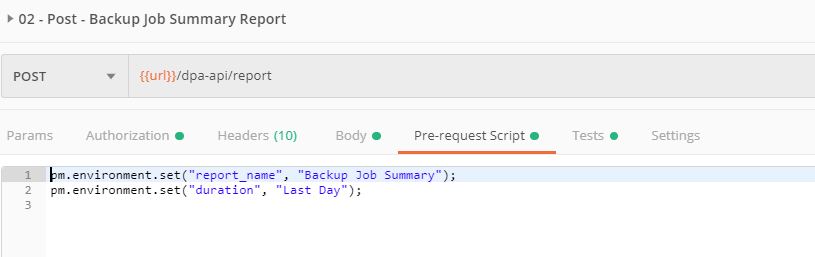 02 - Post - Backup Job Summary Report
POST {{url}}/dpa-api/report
Params Authorization Headers (10) Body Pre-request Script Tests Settings
1 pm.environment.set("report_name", "Backup Job Summary");
2 pm.environment.set("duration", "Last Day");
3